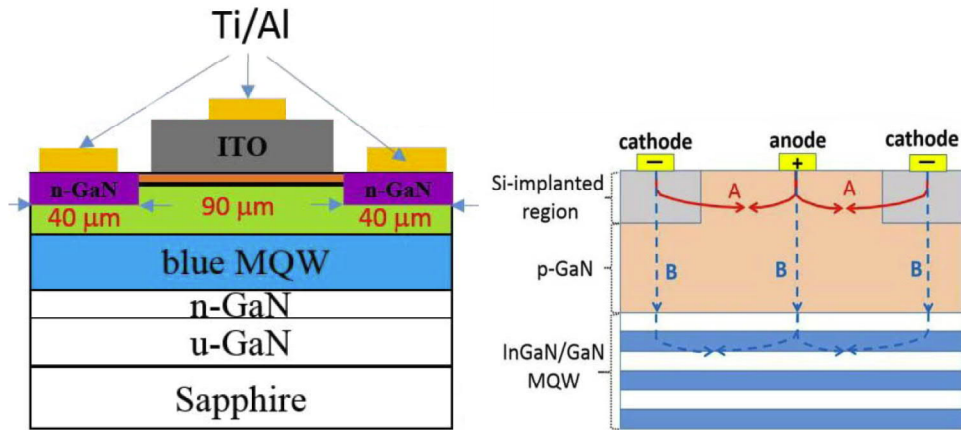 Ti/Al
ITO
n-GaN
n-GaN
40 μm
90 μm
40 μm
blue MQW
n-GaN
u-GaN
Sapphire
cathode
anode
cathode
−
+
−
Si-implanted
region
A
A
p-GaN
B
B
B
InGaN/GaN
MQW